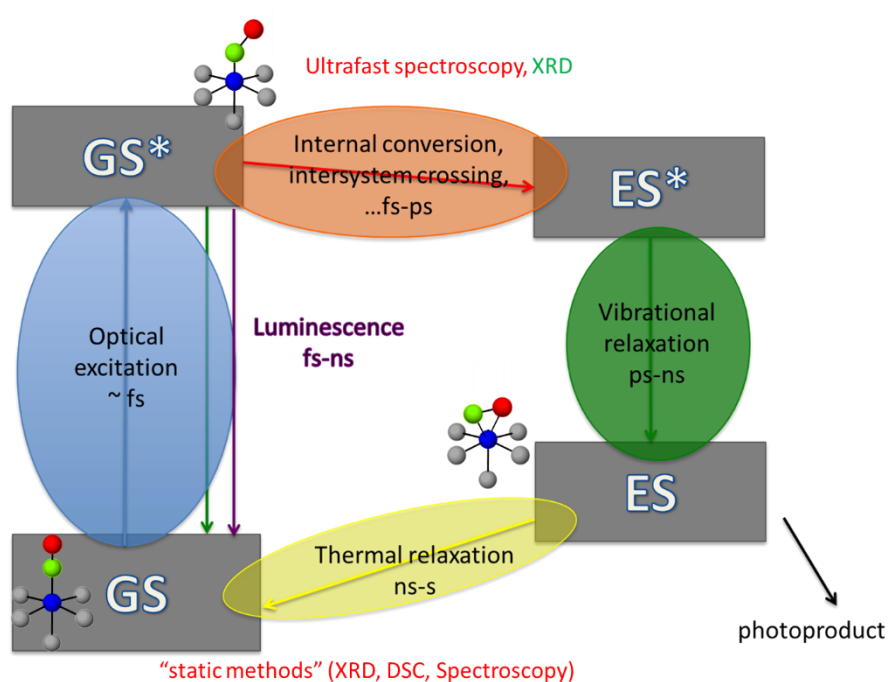 Ultrafast spectroscopy, XRD
GS*
Internal conversion,
intersystem crossing,
...fs-ps
ES*
Optical
excitation
~ fs
Luminescence
fs-ns
Vibrational
relaxation
ps-ns
ES
Thermal relaxation
ns-s
GS
photoproduct
“static methods” (XRD, DSC, Spectroscopy)